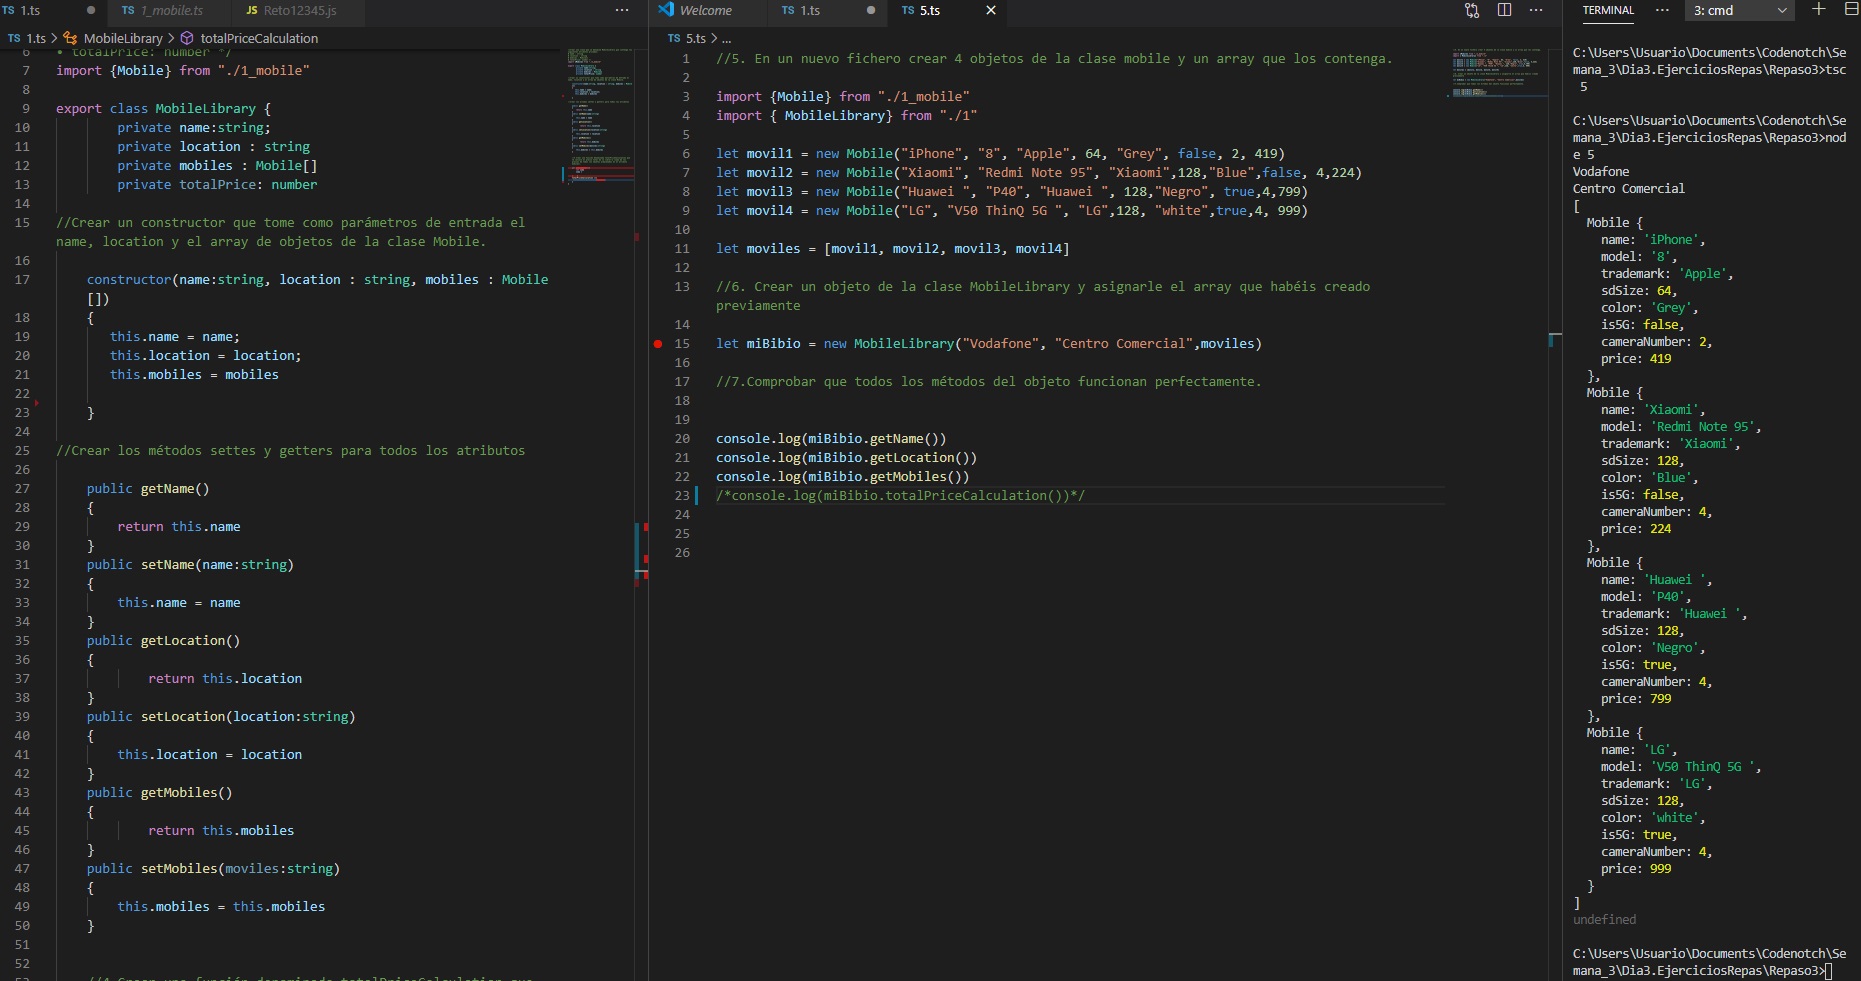 TS 1.ts
TS 1_mobile.ts
JS Reto12345.js
TS 1.ts > MobileLibrary > totalPriceCalculation
6 • totalPrice: number */
7 import {Mobile} from "./1_mobile"
8
9 export class MobileLibrary {
10 private name:string;
11 private location : string
12 private mobiles : Mobile[]
13 private totalPrice: number
14
15 //Crear un constructor que tome como parámetros de entrada el
name, location y el array de objetos de la clase Mobile.
16
17 constructor(name:string, location : string, mobiles : Mobile
[])
18 {
19 this.name = name;
20 this.location = location;
21 this.mobiles = mobiles
22
23 }
24
25 //Crear los métodos settes y getters para todos los atributos
26
27 public getName()
28 {
29 return this.name
30 }
31 public setName(name:string)
32 {
33 this.name = name
34 }
35 public getLocation()
36 {
37 return this.location
38 }
39 public setLocation(location:string)
40 {
41 this.location = location
42 }
43 public getMobiles()
44 {
45 return this.mobiles
46 }
47 public setMobiles(moviles:string)
48 {
49 this.mobiles = this.mobiles
50 }
51
52
Welcome
TS 1.ts
TS 5.ts
TS 5.ts > ...
1 //5. En un nuevo fichero crear 4 objetos de la clase mobile y un array que los contenga.
2
3 import {Mobile} from "./1_mobile"
4 import { MobileLibrary} from "./1"
5
6 let movil1 = new Mobile("iPhone", "8", "Apple", 64, "Grey", false, 2, 419)
7 let movil2 = new Mobile("Xiaomi", "Redmi Note 95", "Xiaomi",128,"Blue",false, 4,224)
8 let movil3 = new Mobile("Huawei ", "P40", "Huawei ", 128,"Negro", true,4,799)
9 let movil4 = new Mobile("LG", "V50 ThinQ 5G ", "LG",128, "white",true,4, 999)
10
11 let moviles = [movil1, movil2, movil3, movil4]
12
13 //6. Crear un objeto de la clase MobileLibrary y asignarle el array que habéis creado
previamente
14
15 let miBibio = new MobileLibrary("Vodafone", "Centro Comercial",moviles)
16
17 //7.Comprobar que todos los métodos del objeto funcionan perfectamente.
18
19
20 console.log(miBibio.getName())
21 console.log(miBibio.getLocation())
22 console.log(miBibio.getMobiles())
23 /*console.log(miBibio.totalPriceCalculation())*/
24
25
26
TERMINAL
3: cmd
C:\Users\Usuario\Documents\Codenotch\Se
mana_3\Dia3.EjerciciosRepas\Repaso3>tsc
5
C:\Users\Usuario\Documents\Codenotch\Se
mana_3\Dia3.EjerciciosRepas\Repaso3>nod
e 5
Vodafone
Centro Comercial
[
Mobile {
name: 'iPhone',
model: '8',
trademark: 'Apple',
sdSize: 64,
color: 'Grey',
is5G: false,
cameraNumber: 2,
price: 419
},
Mobile {
name: 'Xiaomi',
model: 'Redmi Note 95',
trademark: 'Xiaomi',
sdSize: 128,
color: 'Blue',
is5G: false,
cameraNumber: 4,
price: 224
},
Mobile {
name: 'Huawei ',
model: 'P40',
trademark: 'Huawei ',
sdSize: 128,
color: 'Negro',
is5G: true,
cameraNumber: 4,
price: 799
},
Mobile {
name: 'LG',
model: 'V50 ThinQ 5G ',
trademark: 'LG',
sdSize: 128,
color: 'white',
is5G: true,
cameraNumber: 4,
price: 999
}
]
undefined
C:\Users\Usuario\Documents\Codenotch\Se
mana_3\Dia3.EjerciciosRepas\Repaso3>